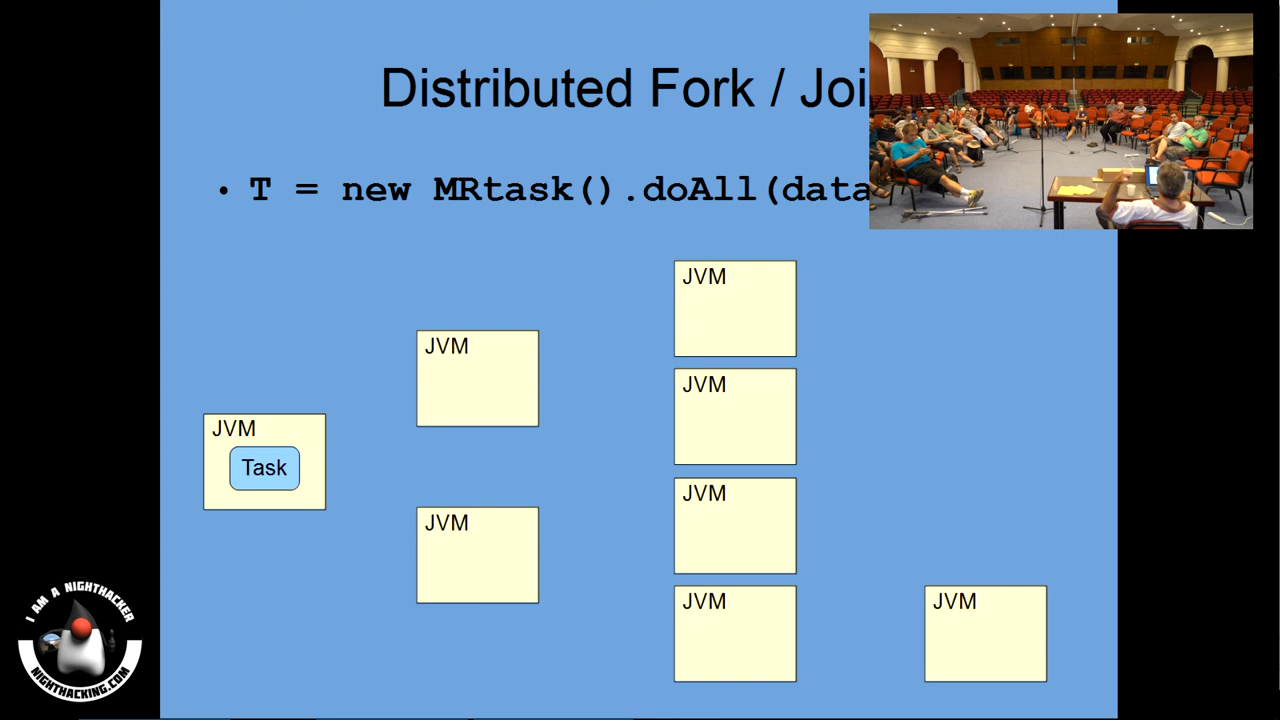 Distributed Fork / Joi
• T = new MRtask().doAll(data
JVM
JVM
JVM
JVM
JVM
Task
JVM
JVM
JVM
JVM
I AM A NIGHTHACKER
NIGHTHACKING.COM